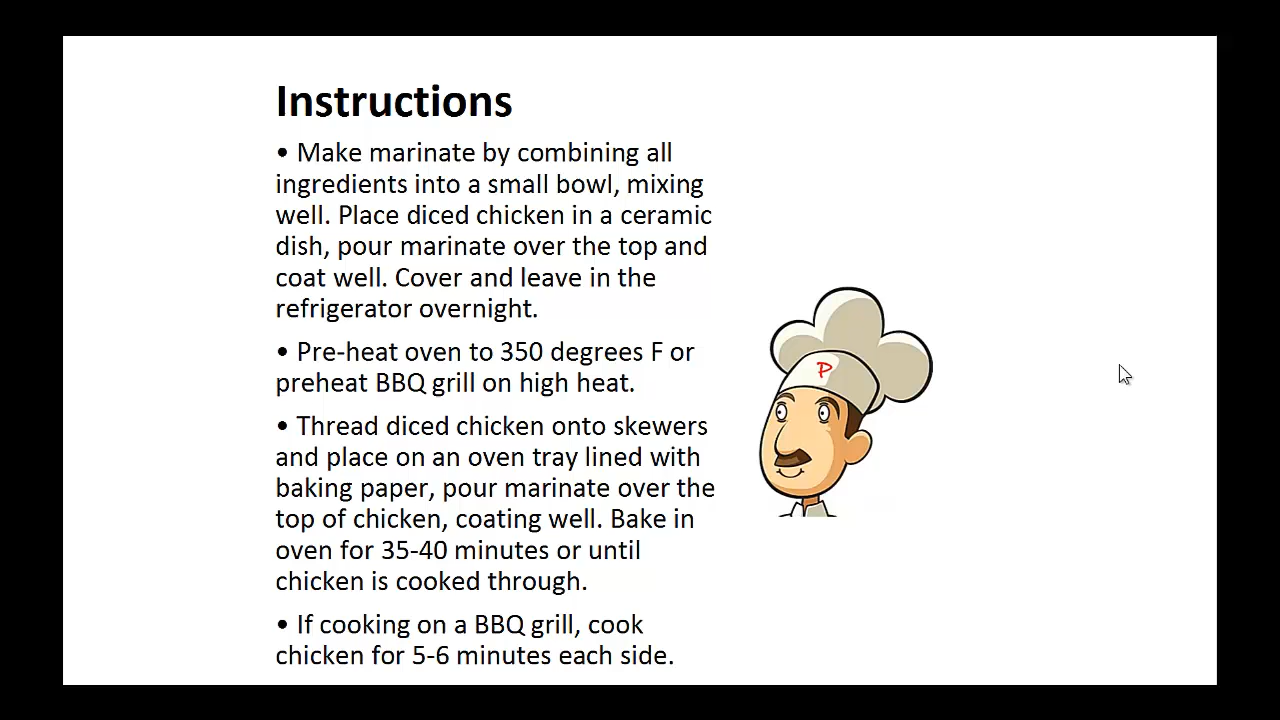 Instructions
• Make marinate by combining all
ingredients into a small bowl, mixing
well. Place diced chicken in a ceramic
dish, pour marinate over the top and
coat well. Cover and leave in the
refrigerator overnight.
• Pre-heat oven to 350 degrees F or
preheat BBQ grill on high heat.
• Thread diced chicken onto skewers
and place on an oven tray lined with
baking paper, pour marinate over the
top of chicken, coating well. Bake in
oven for 35-40 minutes or until
chicken is cooked through.
• If cooking on a BBQ grill, cook
chicken for 5-6 minutes each side.
P